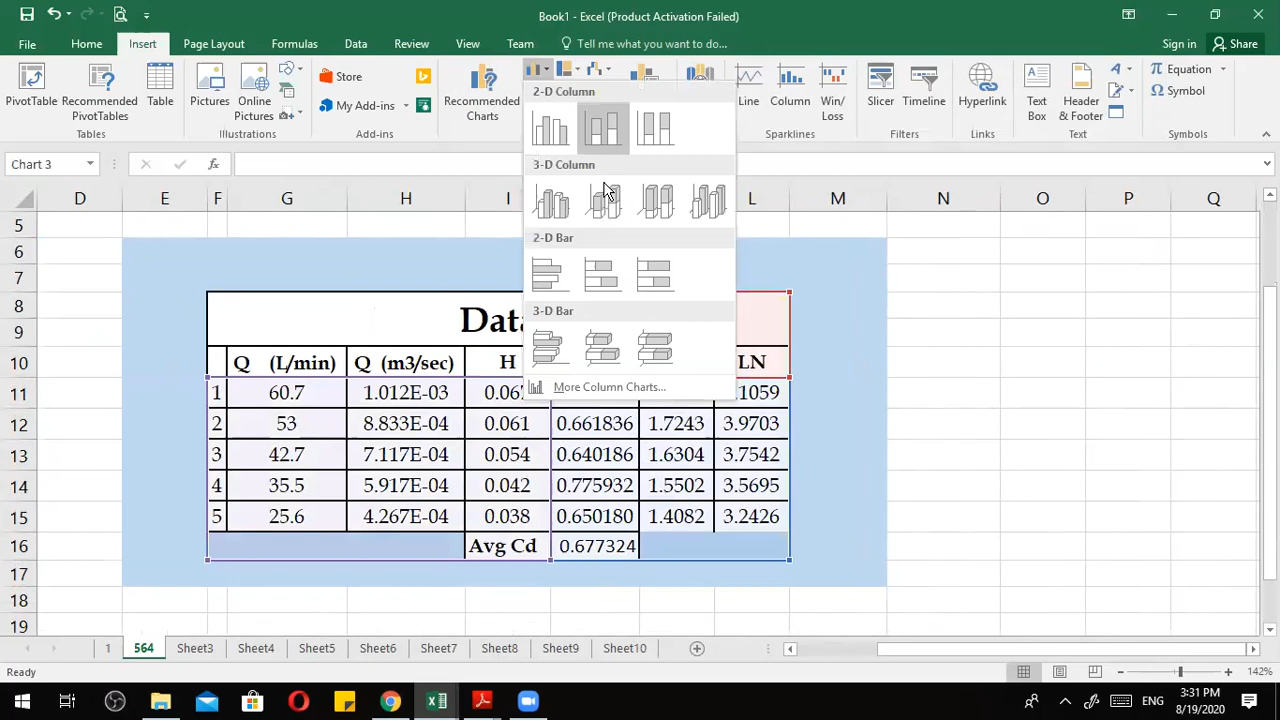 Book1 - Excel (Product Activation Failed)
File Home Insert Page Layout Formulas Data Review View Team Tell me what you want to do... Sign in Share
PivotTable Recommended PivotTables Table
Tables
Pictures Online Pictures
Illustrations
Store
My Add-ins
Add-ins
Recommended Charts
Line Column Win/ Loss
Sparklines
Slicer Timeline
Filters
Hyperlink
Links
Text Box Header & Footer
Text
Equation
Symbol
Symbols
2-D Column
3-D Column
2-D Bar
3-D Bar
More Column Charts...
Chart 3 fx
D E F G H I L M N O P Q
5
6
7
8
9
Data
10 Q (L/min) Q (m3/sec) H LN
11 1 60.7 1.012E-03 .1059
12 2 53 8.833E-04 0.061 0.661836 1.7243 3.9703
13 3 42.7 7.117E-04 0.054 0.640186 1.6304 3.7542
14 4 35.5 5.917E-04 0.042 0.775932 1.5502 3.5695
15 5 25.6 4.267E-04 0.038 0.650180 1.4082 3.2426
16 Avg Cd 0.677324
17
18
19
1 564 Sheet3 Sheet4 Sheet5 Sheet6 Sheet7 Sheet8 Sheet9 Sheet10
Ready 142%
ENG 3:31 PM
8/19/2020